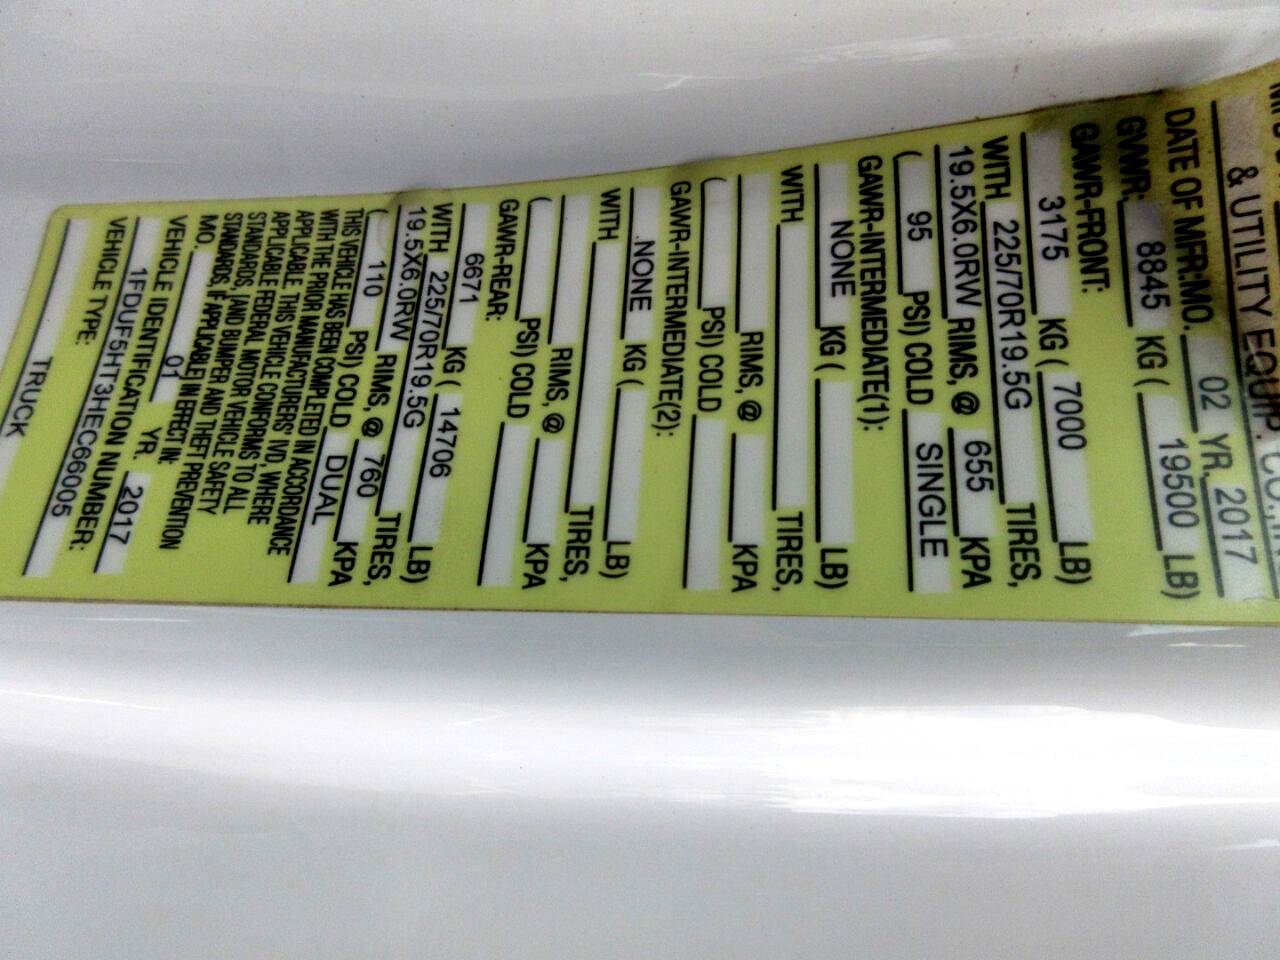 & UTILITY EQUIP. CO.,
DATE OF MFR:MO. 02 YR. 2017
GVWR: 8845 KG ( 19500 LB)
GAWR-FRONT:
3175 KG ( 7000 LB)
WITH 225/70R19.5G TIRES,
19.5X6.0RW RIMS, @ 655 KPA
( 95 PSI) COLD SINGLE
GAWR-INTERMEDIATE(1):
NONE KG ( LB)
WITH TIRES,
RIMS, @ KPA
( PSI) COLD
GAWR-INTERMEDIATE(2):
NONE KG ( LB)
WITH TIRES,
RIMS, @ KPA
( PSI) COLD
GAWR-REAR:
6671 KG ( 14706 LB)
WITH 225/70R19.5G TIRES,
19.5X6.0RW RIMS, @ 760 KPA
( 110 PSI) COLD DUAL
THIS VEHICLE HAS BEEN COMPLETED IN ACCORDANCE
WITH THE PRIOR MANUFACTURERS' IVD, WHERE
APPLICABLE. THIS VEHICLE CONFORMS TO ALL
APPLICABLE FEDERAL MOTOR VEHICLE SAFETY
STANDARDS, [AND BUMPER AND THEFT PREVENTION
STANDARDS, IF APPLICABLE] IN EFFECT IN:
MO. 01 YR. 2017
VEHICLE IDENTIFICATION NUMBER:
1FDUF5HT3HEC66005
VEHICLE TYPE:
TRUCK